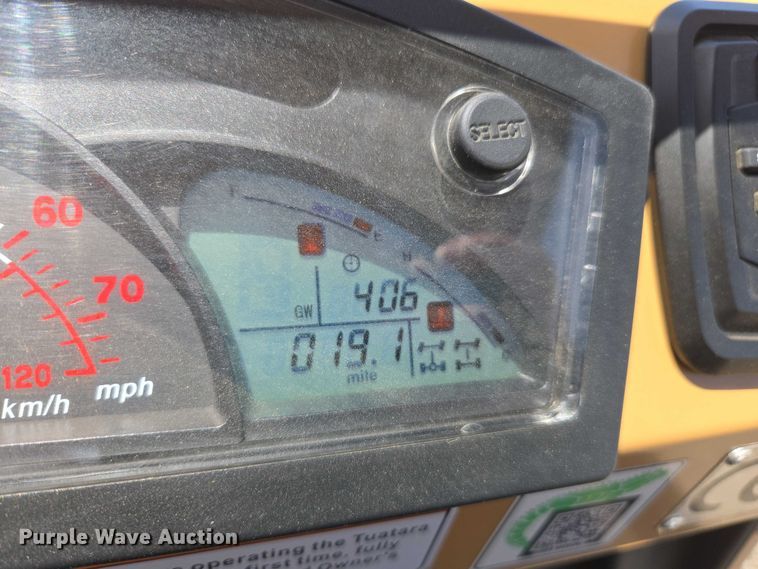 SELECT
60
70
120
km/h mph
F
E
H
GW
406
019.1
mile
operating the Tuatara
first time, fully
Owner's
Purple Wave Auction